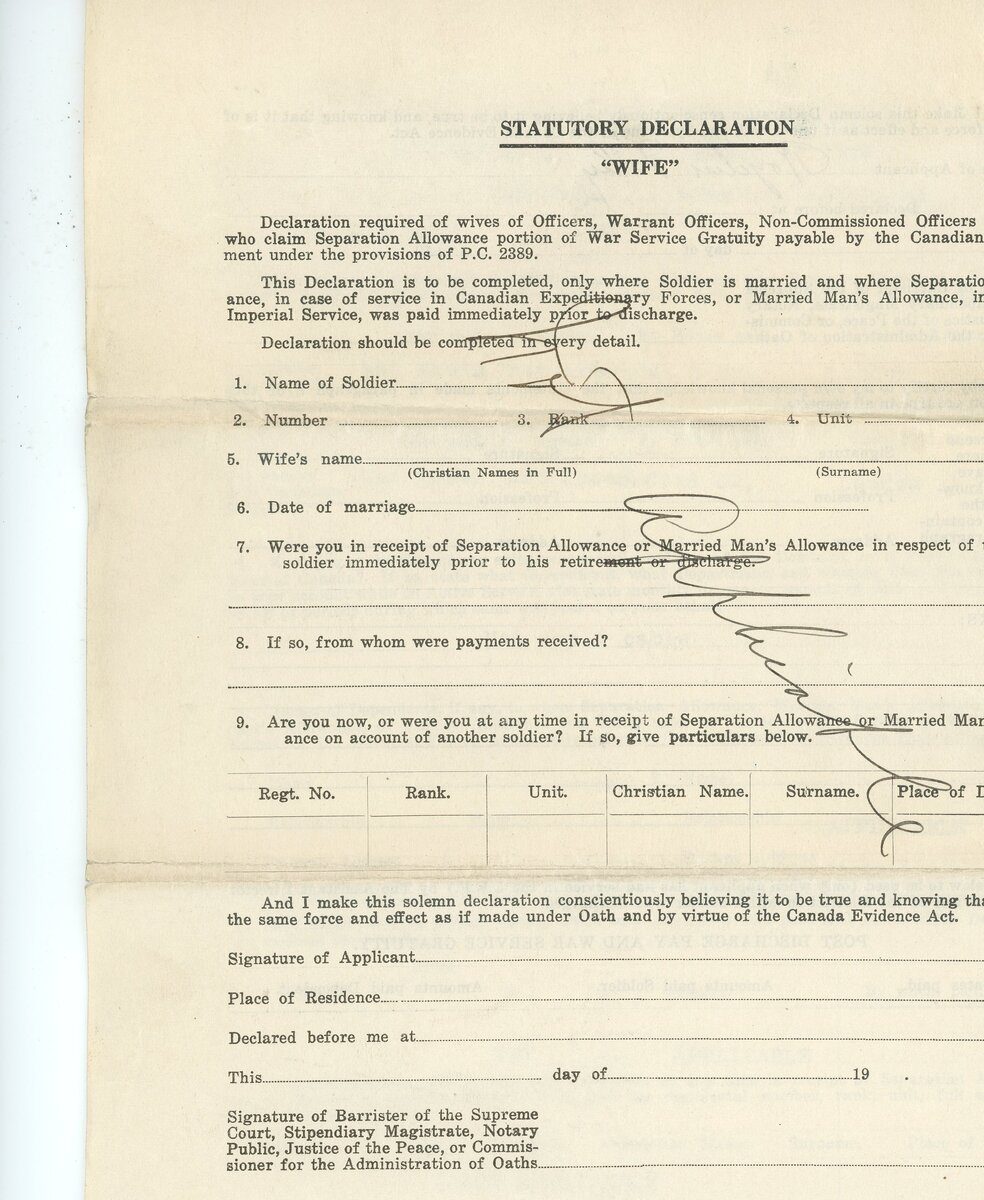 STATUTORY DECLARATION
“WIFE”
Declaration required of wives of Officers, Warrant Officers, Non-Commissioned Officers
who claim Separation Allowance portion of War Service Gratuity payable by the Canadian
ment under the provisions of P.C. 2389.
This Declaration is to be completed, only where Soldier is married and where Separatio
ance, in case of service in Canadian Expeditionary Forces, or Married Man's Allowance, in
Imperial Service, was paid immediately prior to discharge.
Declaration should be completed in every detail.
1. Name of Soldier
2. Number 3. Rank 4. Unit
5. Wife's name
(Christian Names in Full) (Surname)
6. Date of marriage
7. Were you in receipt of Separation Allowance or Married Man's Allowance in respect of
soldier immediately prior to his retirement or discharge.
8. If so, from whom were payments received?
9. Are you now, or were you at any time in receipt of Separation Allowance or Married Man
ance on account of another soldier? If so, give particulars below.
Regt. No. Rank. Unit. Christian Name. Surname. Place of D
And I make this solemn declaration conscientiously believing it to be true and knowing tha
the same force and effect as if made under Oath and by virtue of the Canada Evidence Act.
Signature of Applicant
Place of Residence
Declared before me at
This day of 19
Signature of Barrister of the Supreme
Court, Stipendiary Magistrate, Notary
Public, Justice of the Peace, or Commis-
sioner for the Administration of Oaths